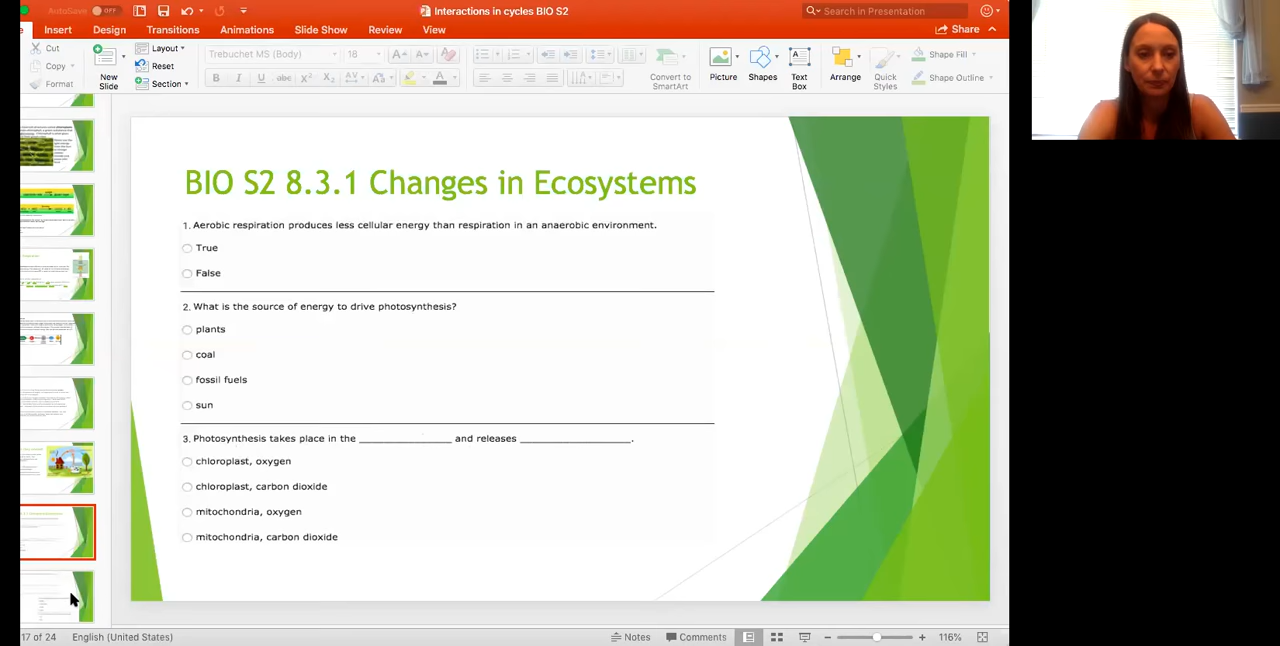 AutoSave OFF
Interactions in cycles BIO S2
Search in Presentation
Insert Design Transitions Animations Slide Show Review View
Share
Cut
Copy
Format
New Slide
Layout
Reset
Section
Trebuchet MS (Body)
18
Convert to SmartArt
Picture
Shapes
Text Box
Arrange
Quick Styles
Shape Fill
Shape Outline
BIO S2 8.3.1 Changes in Ecosystems
1. Aerobic respiration produces less cellular energy than respiration in an anaerobic environment.
True
False
2. What is the source of energy to drive photosynthesis?
plants
coal
fossil fuels
sun
3. Photosynthesis takes place in the ________________ and releases ___________________.
chloroplast, oxygen
chloroplast, carbon dioxide
mitochondria, oxygen
mitochondria, carbon dioxide
17 of 24
English (United States)
Notes
Comments
116%